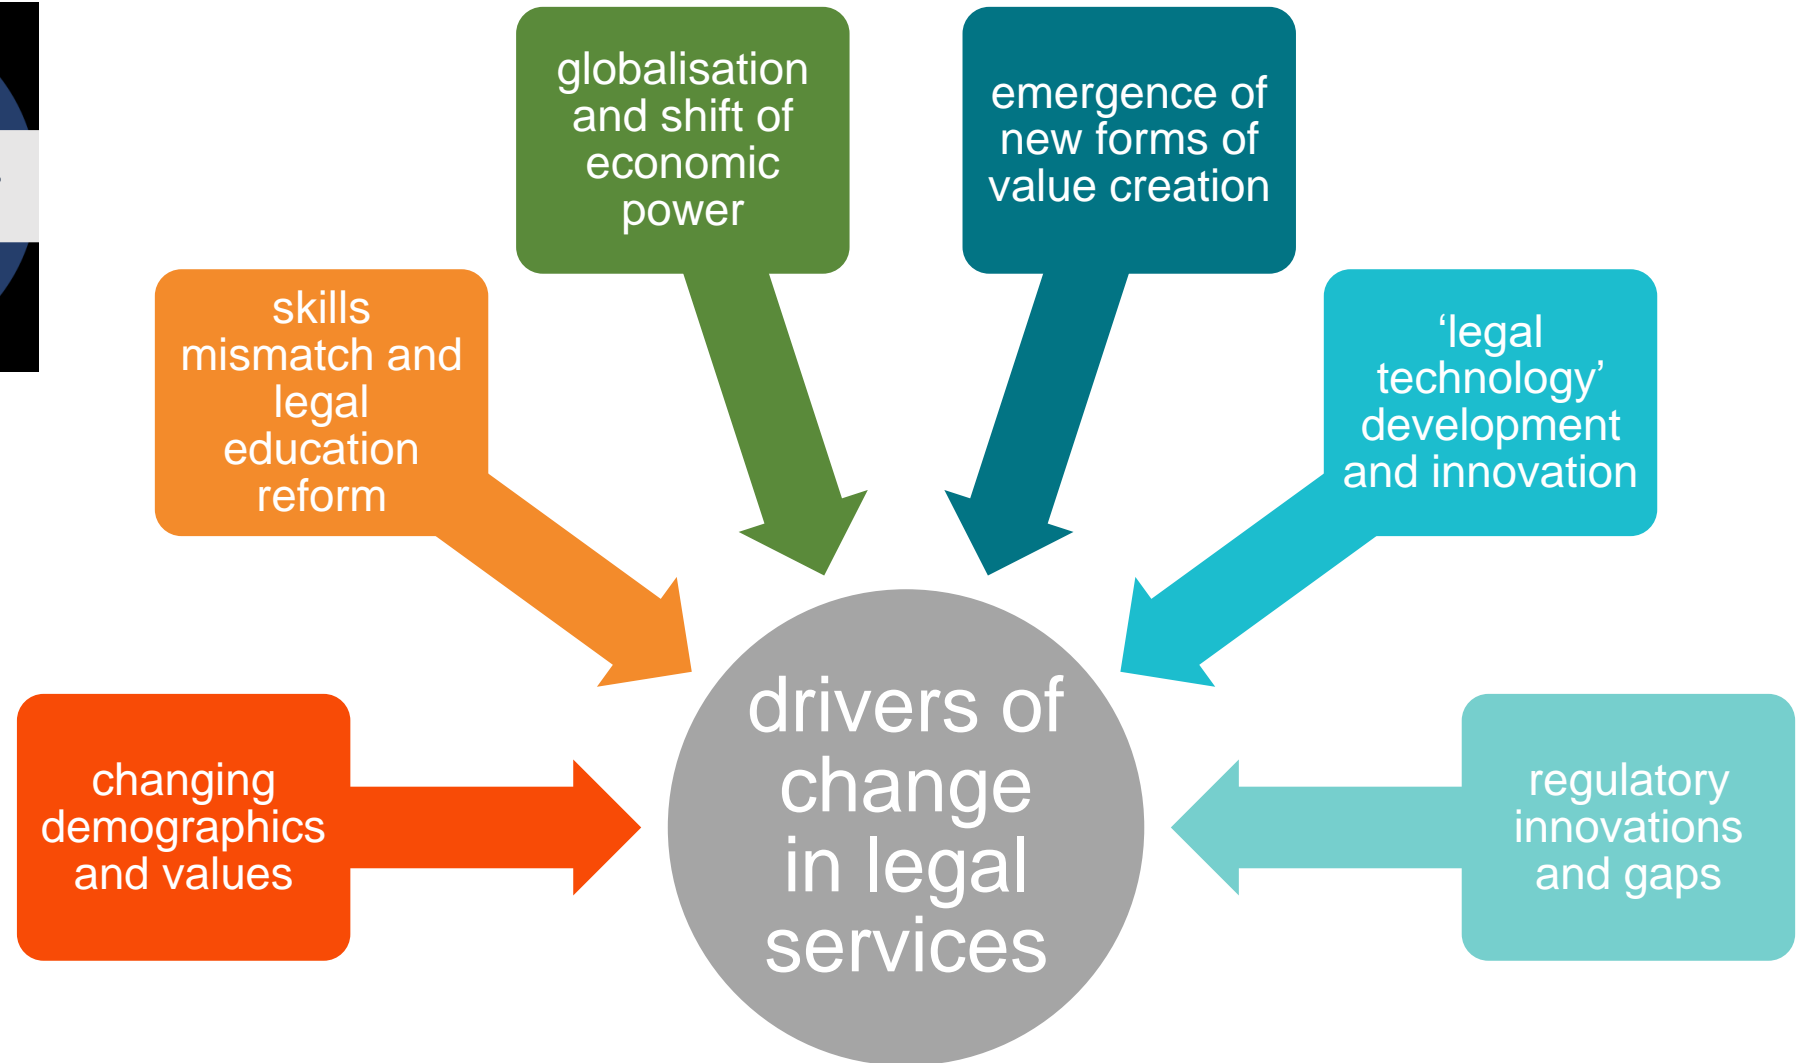 globalisation
and shift of
economic
power
emergence of
new forms of
value creation
skills
mismatch and
legal
education
reform
‘legal
technology’
development
and innovation
changing
demographics
and values
regulatory
innovations
and gaps
drivers of
change
in legal
services